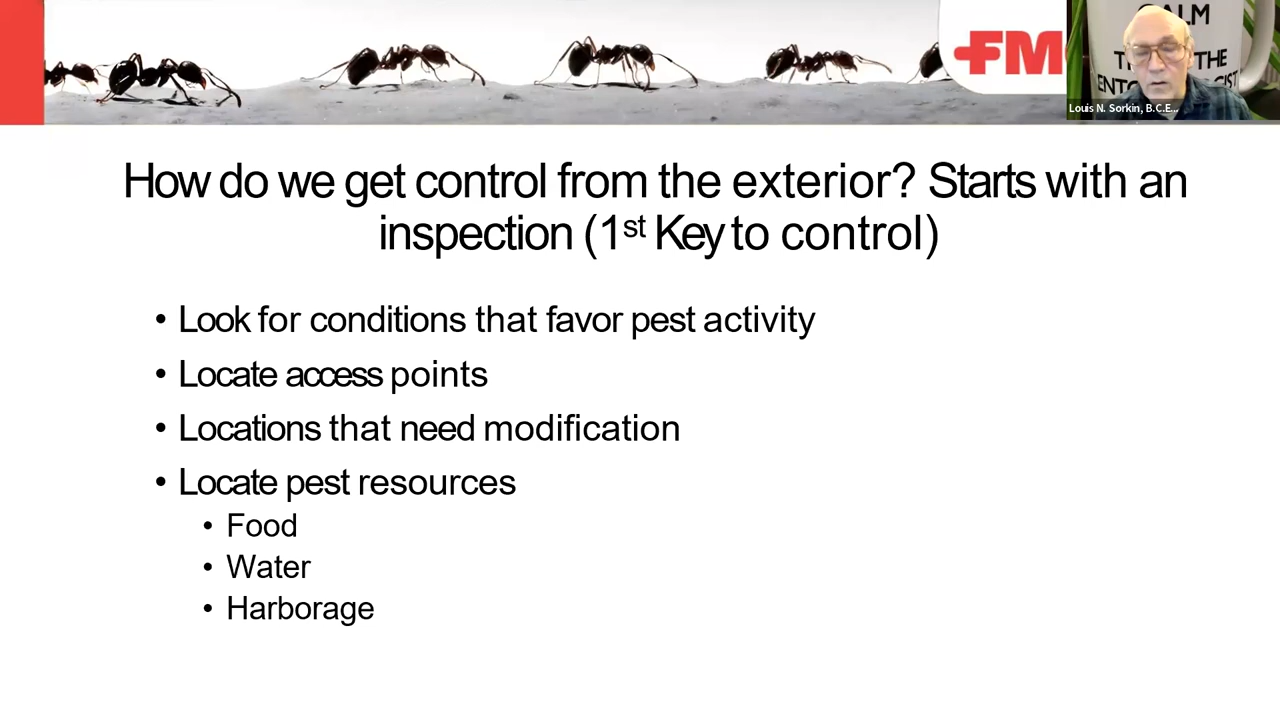 FM
CALM
THE
Louis N. Sorkin, B.C.E...
How do we get control from the exterior? Starts with an
inspection (1st Key to control)
• Look for conditions that favor pest activity
• Locate access points
• Locations that need modification
• Locate pest resources
• Food
• Water
• Harborage